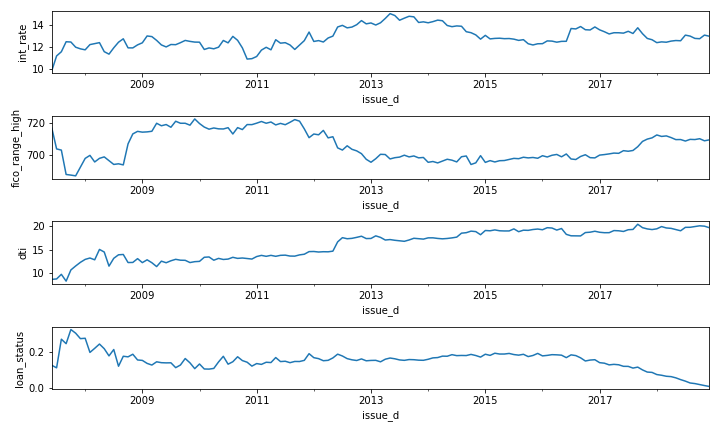 int_rate
14
12
10
2009 2011 2013 2015 2017
issue_d
fico_range_high
720
700
2009 2011 2013 2015 2017
issue_d
dti
20
15
10
2009 2011 2013 2015 2017
issue_d
loan_status
0.2
0.0
2009 2011 2013 2015 2017
issue_d